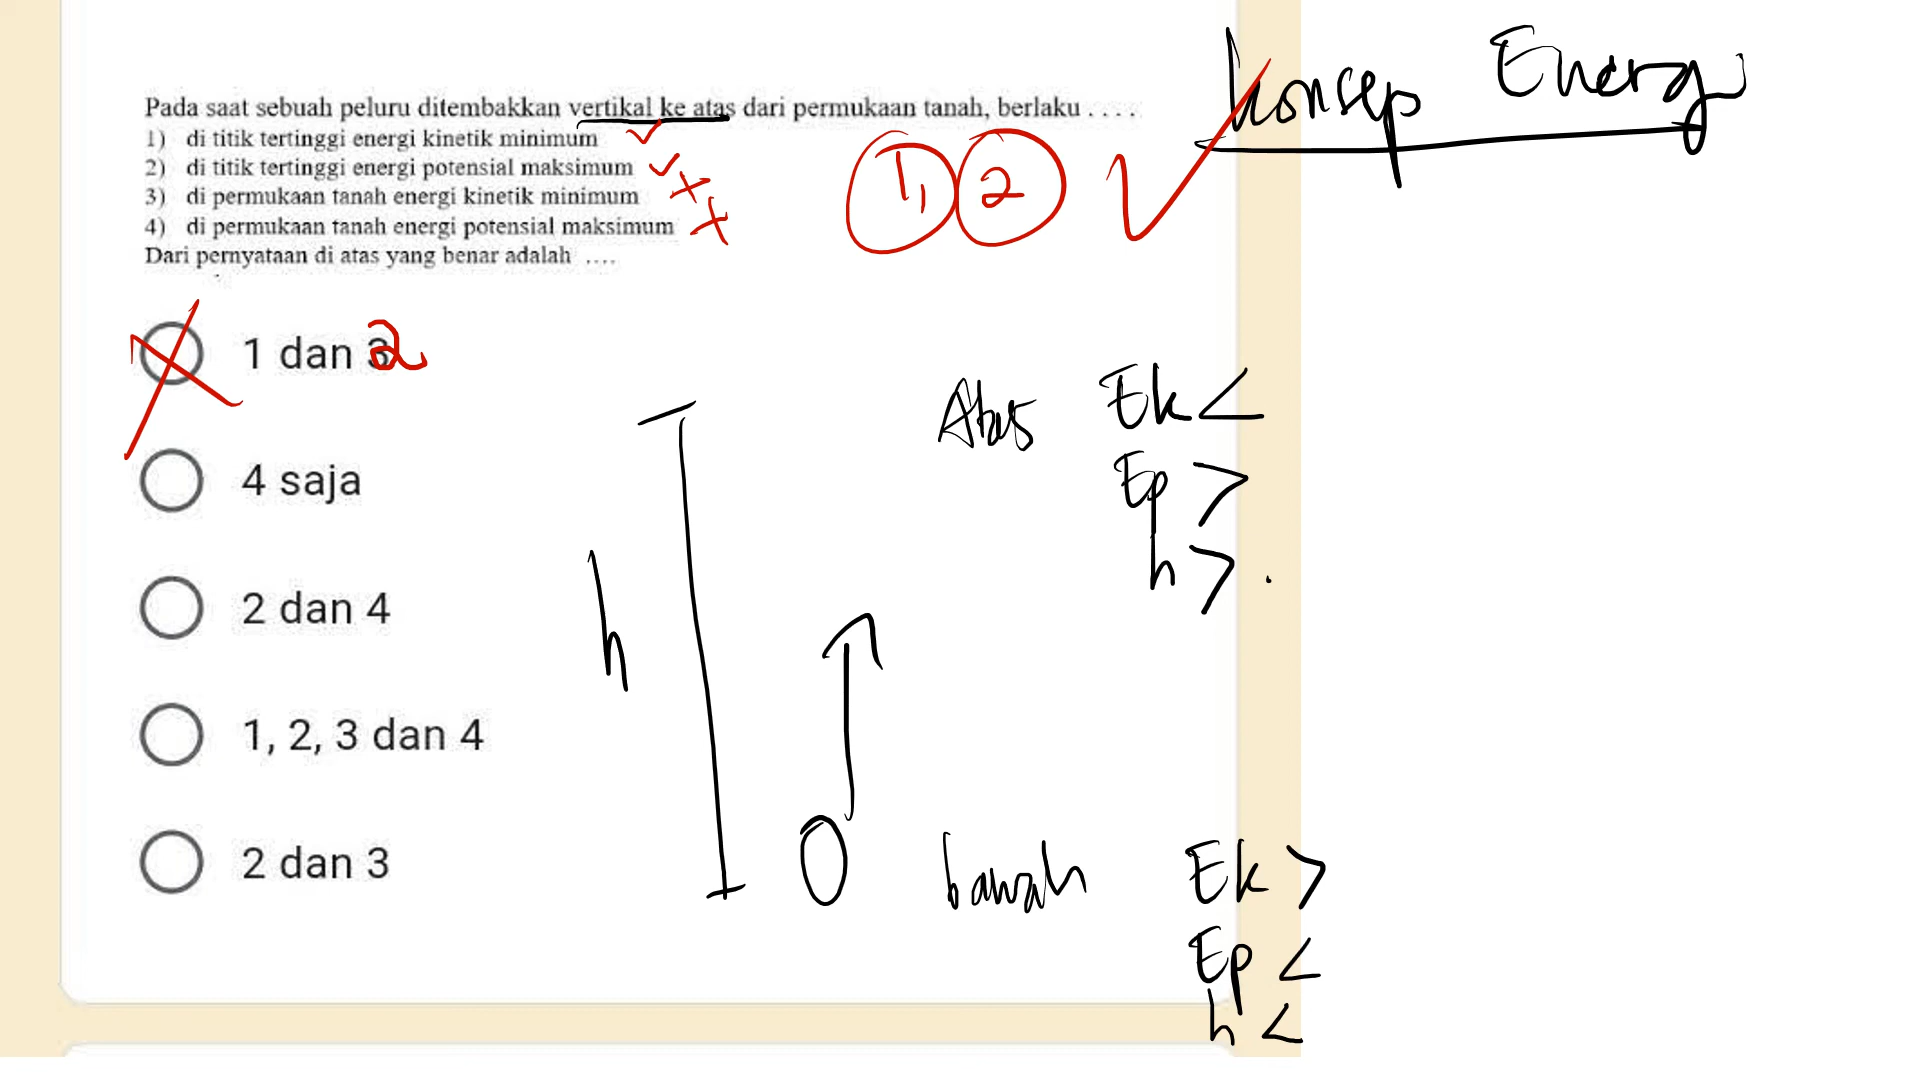 konsep Energi
Pada saat sebuah peluru ditembakkan vertikal ke atas dari permukaan tanah, berlaku . . . .
1) di titik tertinggi energi kinetik minimum
2) di titik tertinggi energi potensial maksimum
3) di permukaan tanah energi kinetik minimum
4) di permukaan tanah energi potensial maksimum
Dari pernyataan di atas yang benar adalah ....
1, 2
1 dan 2
4 saja
2 dan 4
1, 2, 3 dan 4
2 dan 3
h
Atas Ek <
Ep >
h > .
bawah Ek >
Ep <
h <